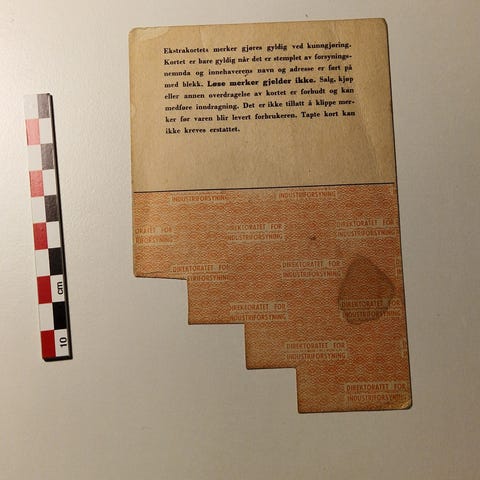 Ekstrakortets merker gjøres gyldig ved kunngjøring.
Kortet er bare gyldig når det er stemplet av forsynings-
nemnda og innehaverens navn og adresse er ført på
med blekk. Løse merker gjelder ikke. Salg, kjøp
eller annen overdragelse av kortet er forbudt og kan
medføre inndragning. Det er ikke tillatt å klippe mer-
ker før varen blir levert forbrukeren. Tapte kort kan
ikke kreves erstattet.
INDUSTRIFORSYNING
INDUSTRIFORSYNING
DIREKTORATET FOR
INDUSTRIFORSYNING
DIREKTORATET FOR
INDUSTRIFORSYNING
DIREKTORATET FOR
INDUSTRIFORSYNING
DIREKTORATET FOR
INDUSTRIFORSYNING
DIREKTORATET FOR
INDUSTRIFORSYNING
DIREKTORATET FOR
INDUSTRIFORSYNING
DIREKTORATET FOR
INDUSTRIFORSYNING
DIREKTORATET FOR
INDUSTRIFORSYNING
DIREKTORATET FOR
INDUSTRIFORSYNING
cm
10